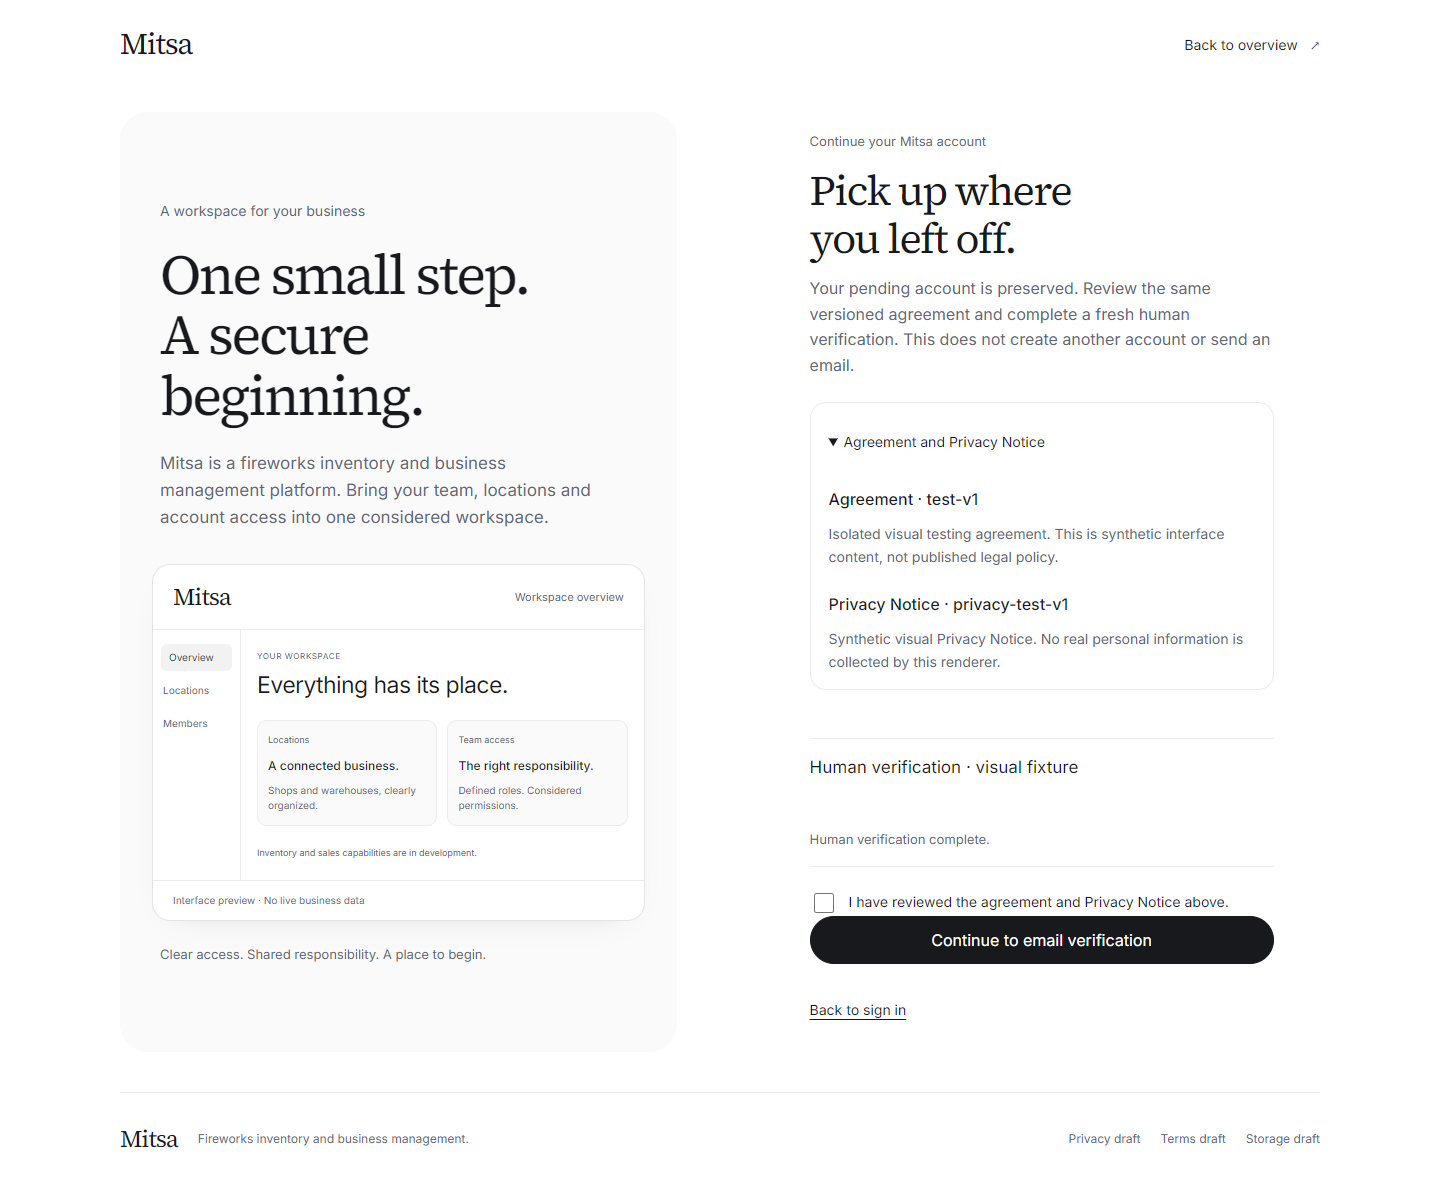 Mitsa
Back to overview ↗
A workspace for your business
One small step.
A secure
beginning.
Mitsa is a fireworks inventory and business
management platform. Bring your team, locations and
account access into one considered workspace.
Mitsa
Workspace overview
Overview
Locations
Members
YOUR WORKSPACE
Everything has its place.
Locations
A connected business.
Shops and warehouses, clearly
organized.
Team access
The right responsibility.
Defined roles. Considered
permissions.
Inventory and sales capabilities are in development.
Interface preview · No live business data
Clear access. Shared responsibility. A place to begin.
Continue your Mitsa account
Pick up where
you left off.
Your pending account is preserved. Review the same
versioned agreement and complete a fresh human
verification. This does not create another account or send an
email.
▼ Agreement and Privacy Notice
Agreement · test-v1
Isolated visual testing agreement. This is synthetic interface
content, not published legal policy.
Privacy Notice · privacy-test-v1
Synthetic visual Privacy Notice. No real personal information is
collected by this renderer.
Human verification · visual fixture
Human verification complete.
I have reviewed the agreement and Privacy Notice above.
Continue to email verification
Back to sign in
Mitsa
Fireworks inventory and business management.
Privacy draft
Terms draft
Storage draft